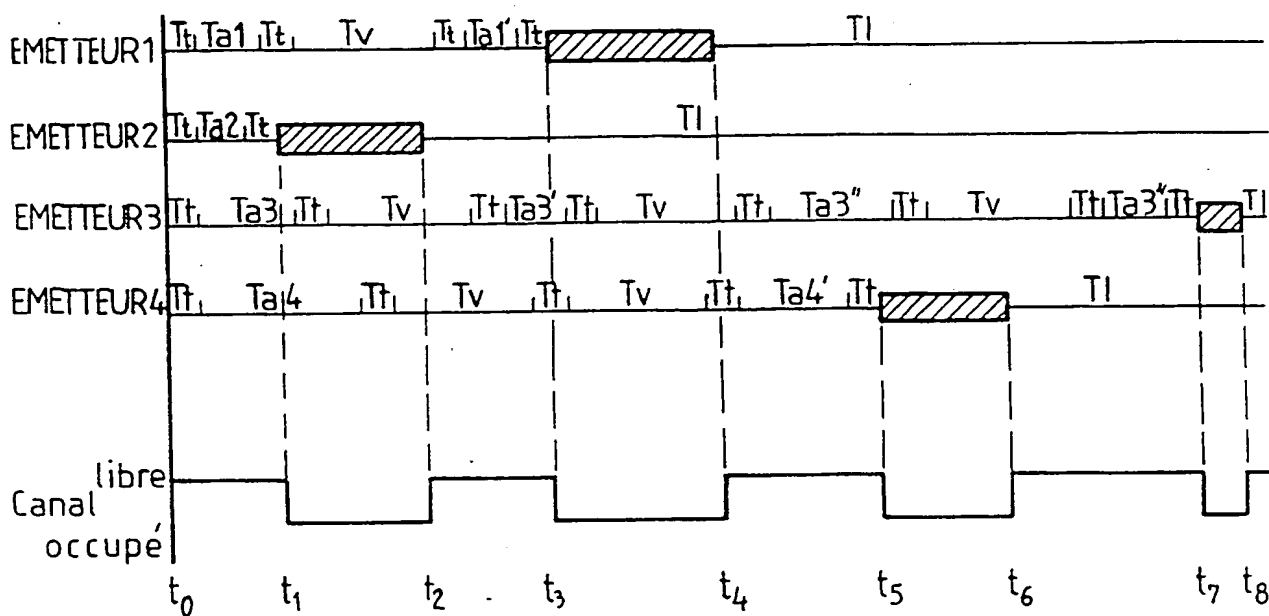 EMETTEUR1 Tt Ta1 Tt Tv Tt Ta1' Tt Tl
EMETTEUR2 Tt Ta2 Tt Tl
EMETTEUR3 Tt Ta3 Tt Tv Tt Ta3' Tt Tv Tt Ta3'' Tt Tv Tt Ta3'' Tt Tl
EMETTEUR4 Tt Ta4 Tt Tv Tt Tv Tt Ta4' Tt Tl
libre
Canal
occupé
t0 t1 t2 t3 t4 t5 t6 t7 t8